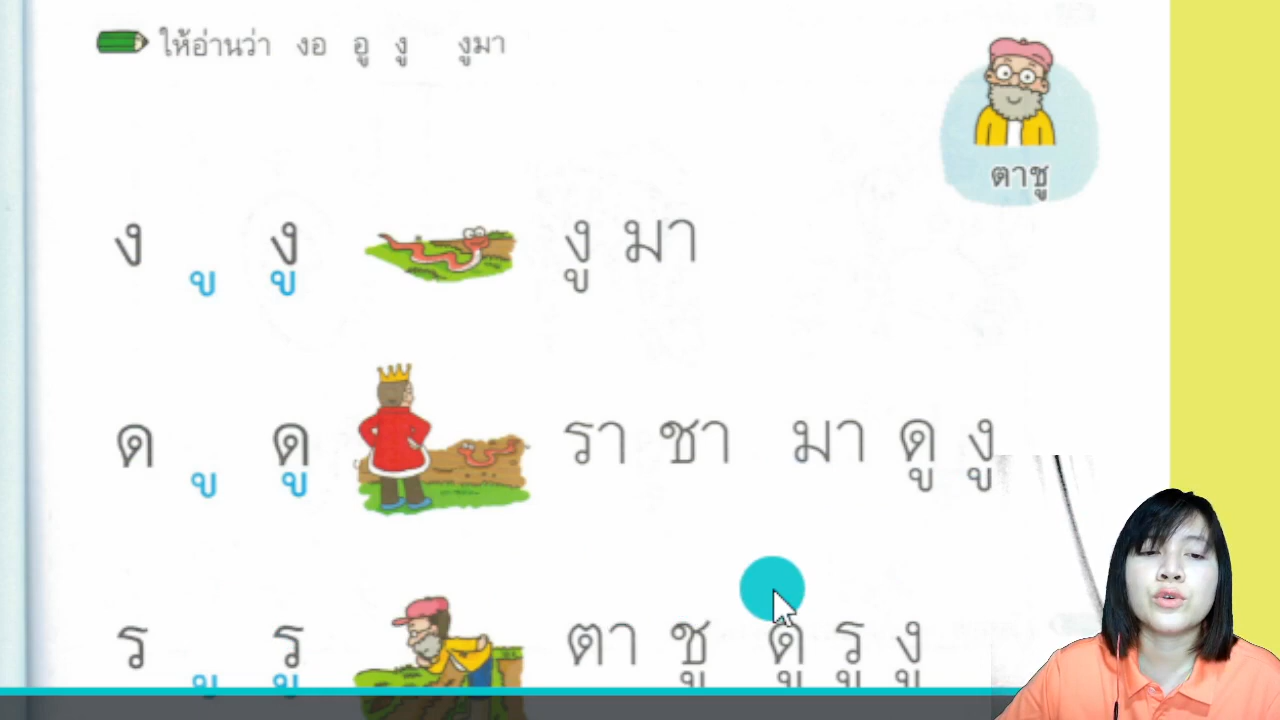 ให้อ่านว่า งอ อู งู งูมา
ตาชู
ง ู งู งู มา
ด ู ดู รา ชา มา ดู งู
ร ู รู ตา ชู ดู รู งู